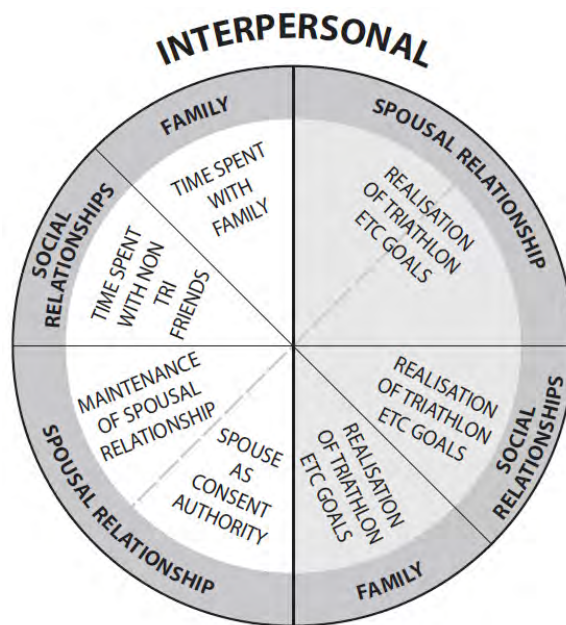 INTERPERSONAL
FAMILY
SPOUSAL RELATIONSHIP
SOCIAL
RELATIONSHIPS
TIME SPENT
WITH
FAMILY
REALISATION
OF TRIATHLON
ETC GOALS
TIME SPENT
WITH NON
TRI
FRIENDS
MAINTENANCE
OF SPOUSAL
RELATIONSHIP
REALISATION
OF TRIATHLON
ETC GOALS
SOCIAL
RELATIONSHIPS
SPOUSE
AS
CONSENT
AUTHORITY
REALISATION
OF TRIATHLON
ETC GOALS
SPOUSAL RELATIONSHIP
FAMILY